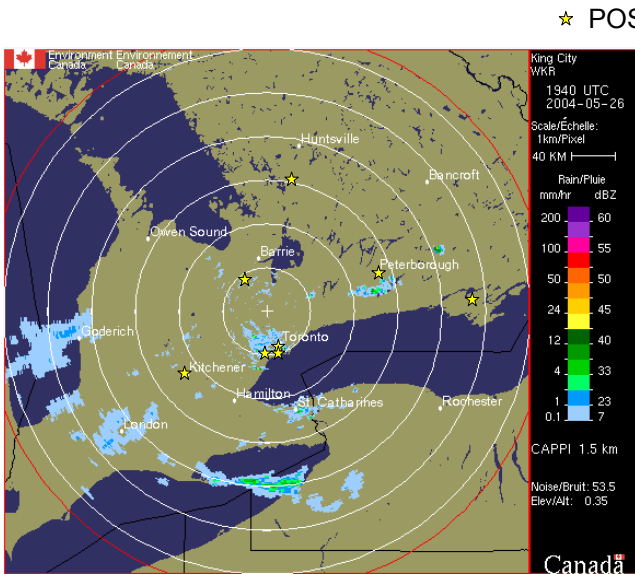 POS
Environment Environnement
Canada Canada
King City
WKR
1940 UTC
2004-05-26
Scale/Échelle:
1km/Pixel
40 KM
Rain/Pluie
mm/hr dBZ
200 60
100 55
50 50
24 45
12 40
4 33
1 23
0.1 7
CAPPI 1.5 km
Noise/Bruit: 53.5
Elev/Alt: 0.35
Canada
Huntsville
Bancroft
Owen Sound
Barrie
Peterborough
Goderich
Toronto
Kitchener
Hamilton
St Catharines
Rochester
London